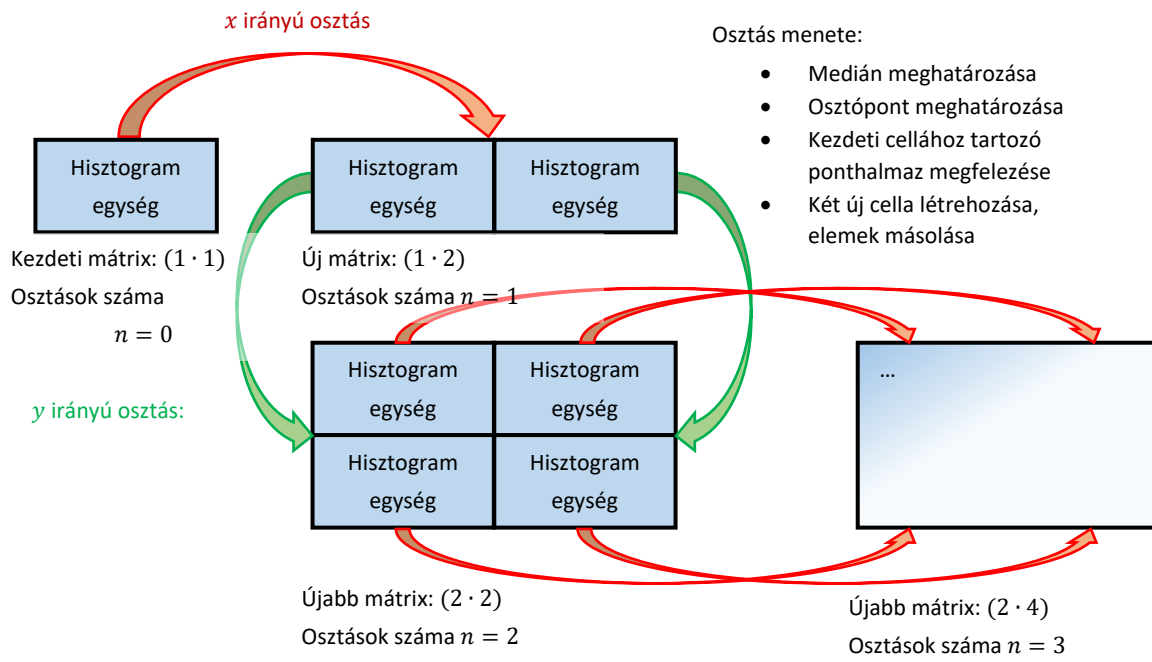 x irányú osztás
Osztás menete:
• Medián meghatározása
• Osztópont meghatározása
• Kezdeti cellához tartozó
ponthalmaz megfelezése
• Két új cella létrehozása,
elemek másolása
Hisztogram
egység
Hisztogram
egység
Hisztogram
egység
Kezdeti mátrix: (1 · 1)
Osztások száma
n = 0
Új mátrix: (1 · 2)
Osztások száma n = 1
y irányú osztás:
Hisztogram
egység
Hisztogram
egység
Hisztogram
egység
Hisztogram
egység
...
Újabb mátrix: (2 · 2)
Osztások száma n = 2
Újabb mátrix: (2 · 4)
Osztások száma n = 3